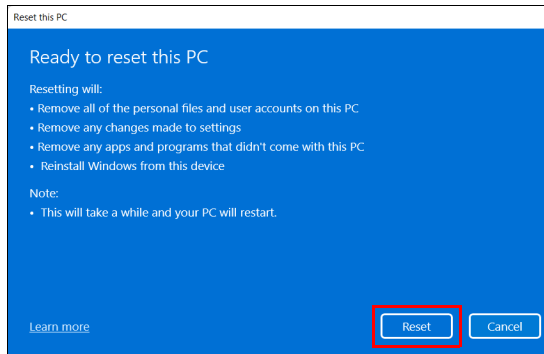 Reset this PC
Ready to reset this PC
Resetting will:
• Remove all of the personal files and user accounts on this PC
• Remove any changes made to settings
• Remove any apps and programs that didn't come with this PC
• Reinstall Windows from this device
Note:
• This will take a while and your PC will restart.
Learn more
Reset
Cancel